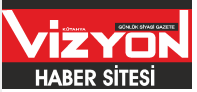 KÜTAHYA
GÜNLÜK SİYASİ GAZETE
VİZYON
HABER SİTESİ